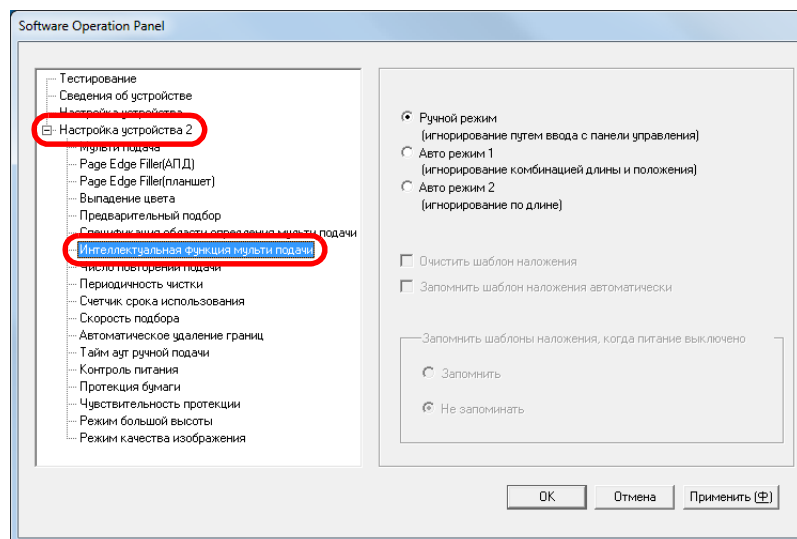 Software Operation Panel
Тестирование
Сведения об устройстве
Настройка устройства
Настройка устройства 2
Мульти подача
Page Edge Filler(АПД)
Page Edge Filler(планшет)
Выпадение цвета
Предварительный подбор
Спецификация области опредления мульти подачи
Интеллектуальная функция мульти подачи
Число повторений подачи
Периодичность чистки
Счетчик срока использования
Скорость подбора
Автоматическое удаление границ
Тайм аут ручной подачи
Контроль питания
Протекция бумаги
Чувствительность протекции
Режим большой высоты
Режим качества изображения
Ручной режим
(игнорирование путем ввода с панели управления)
Авто режим 1
(игнорирование комбинацией длины и положения)
Авто режим 2
(игнорирование по длине)
Очистить шаблон наложения
Запомнить шаблон наложения автоматически
Запомнить шаблоны наложения, когда питание выключено
Запомнить
Не запоминать
OK
Отмена
Применить (Ф)